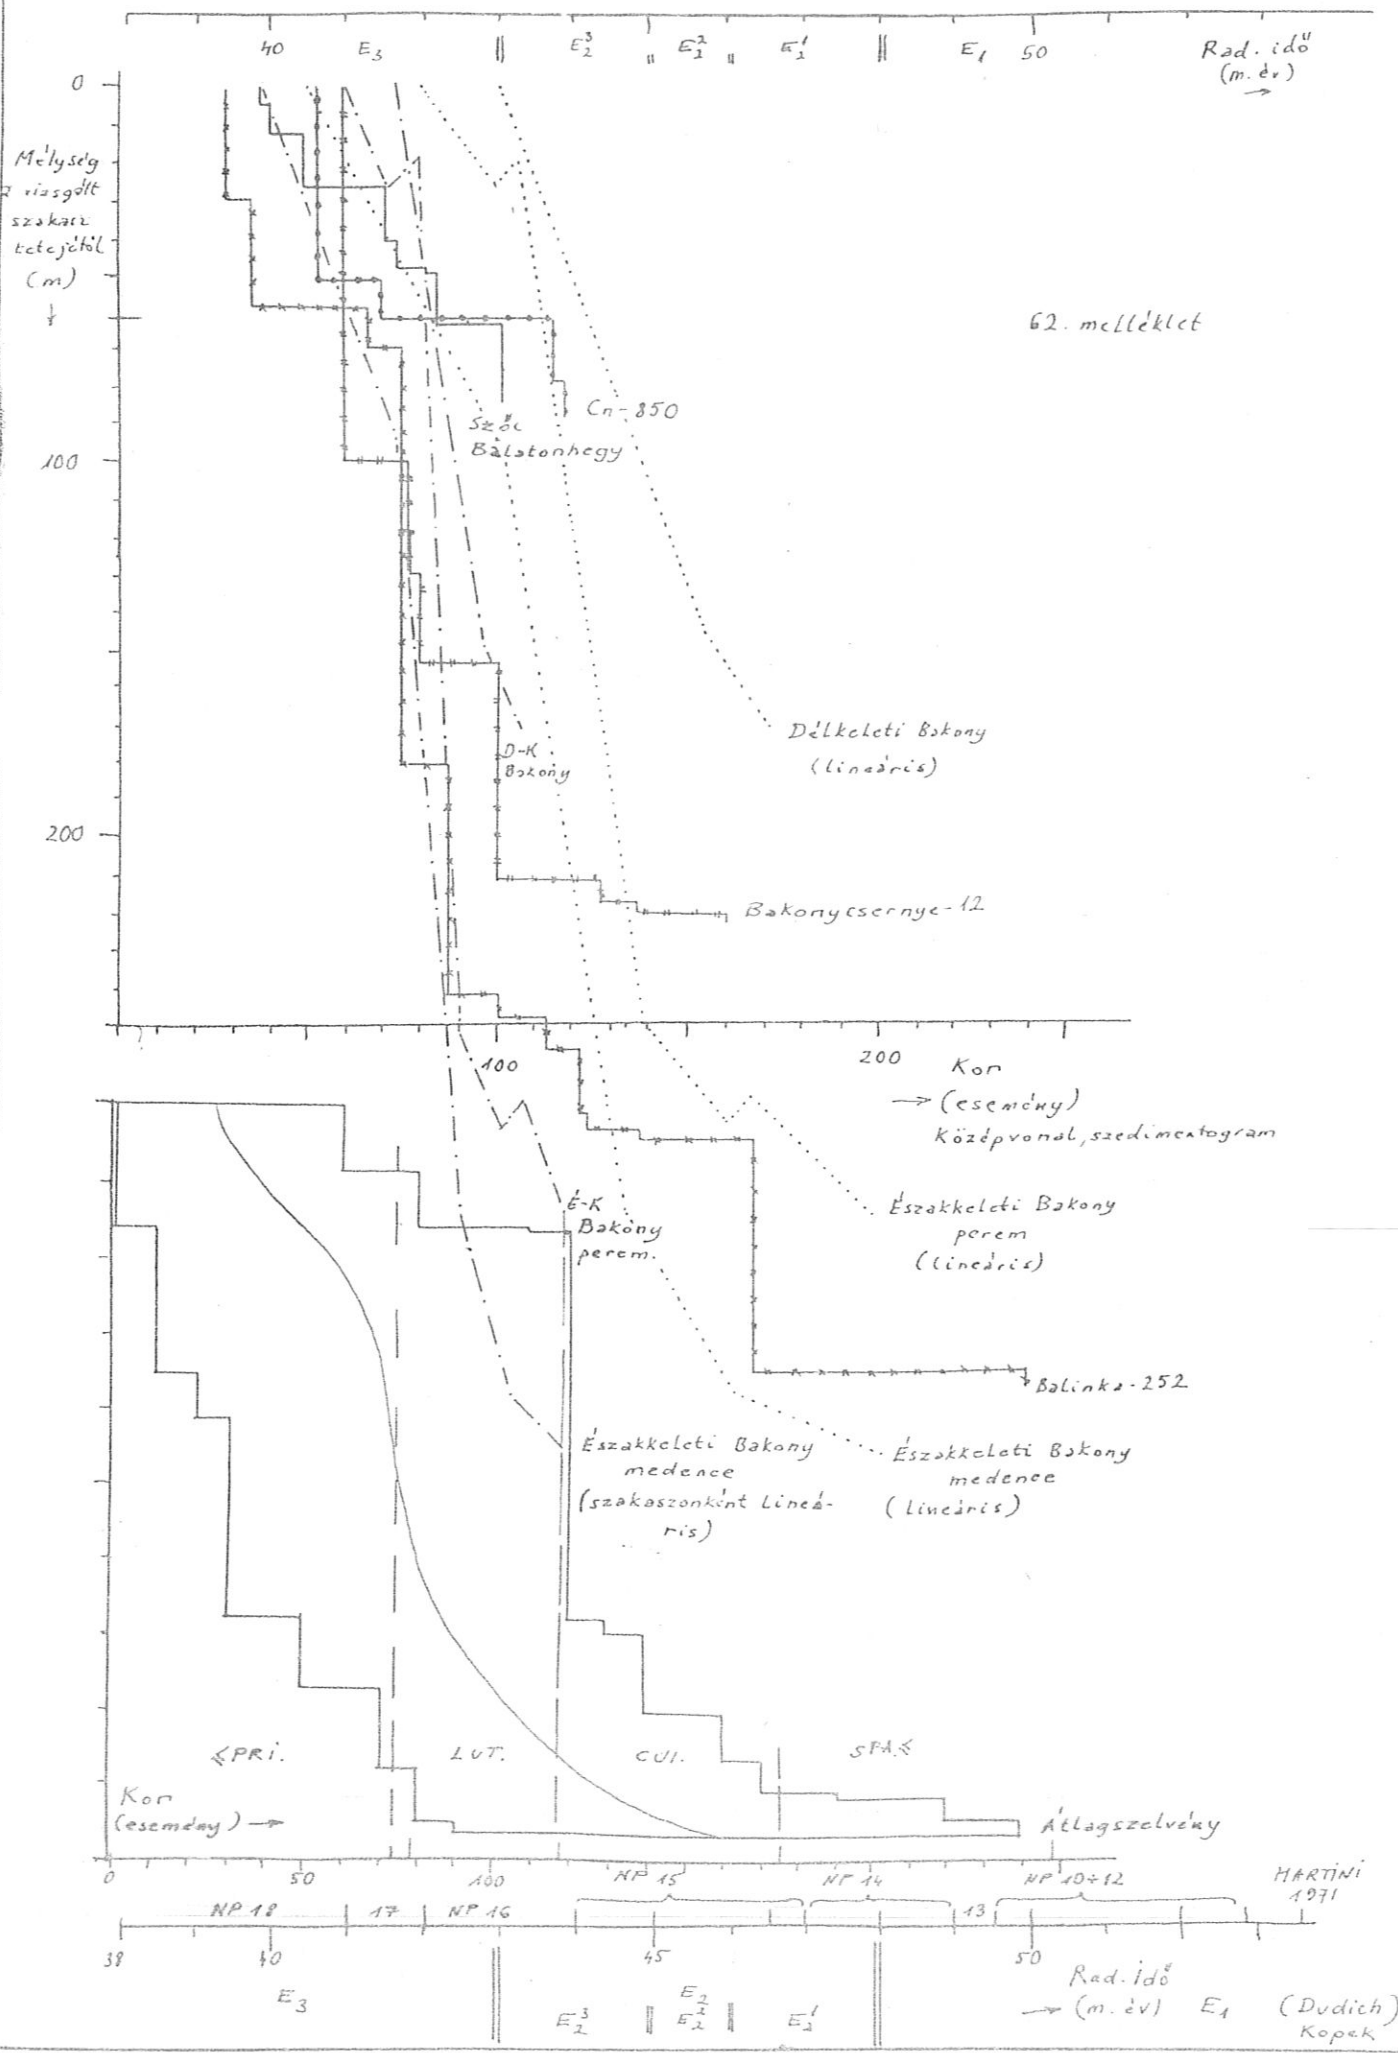 40 E₃ E₂³ E₂² E₂¹ E₁ 50 Rad. idő
(m. év)
→
0
Mélység
a vizsgált
szakasz
tetejétől
(m)
62. melléklet
Cn-850
Szőc
Balatonhegy
100
Délkeleti Bakony
(lineáris)
D-K
Bakony
200
Bakonycsernye-12
100 200 Kor
→ (esemény)
Középvonal, szedimentogram
É-K
Bakony
perem.
Északkeleti Bakony
perem
(lineáris)
Balinka-252
Északkeleti Bakony
medence
(szakaszonként lineá-
ris)
Északkeleti Bakony
medence
(lineáris)
≤PRI. LUT. CUI. SPA.≤
Kor
(esemény) →
Átlagszelvény
0 50 100 NP 15 NP 14 NP 10÷12 MARTINI
1971
NP 18 17 NP 16 13
38 40 45 50
E₃ E₂ Rad. idő
E₂³ E₂² E₂¹ → (m. év) E₁ (Dudich)
Kopek